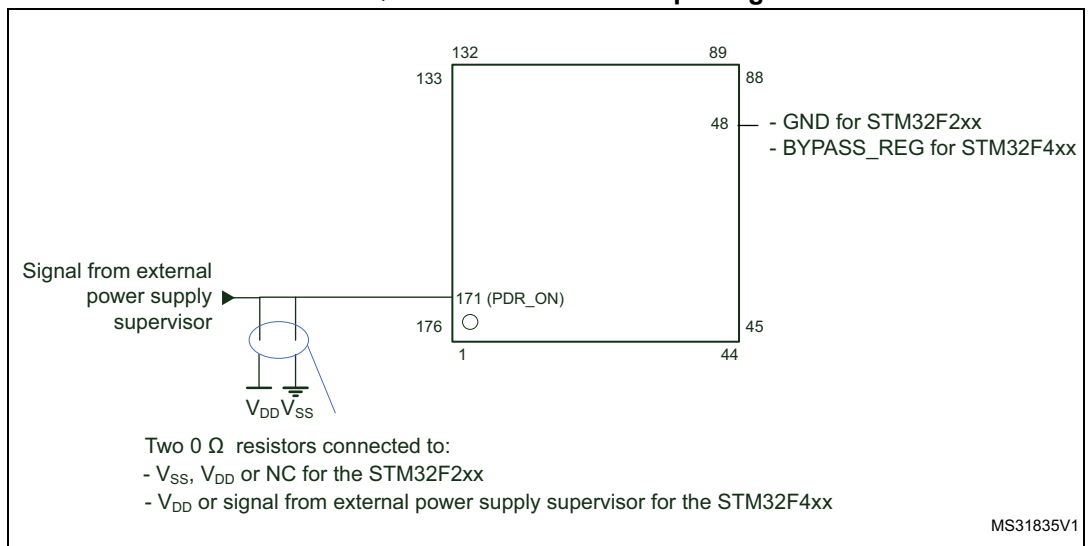 132
89
133
88
48
- GND for STM32F2xx
- BYPASS_REG for STM32F4xx
Signal from external
power supply
supervisor
171 (PDR_ON)
176
45
1
44
VDD VSS
Two 0 Ω resistors connected to:
- VSS, VDD or NC for the STM32F2xx
- VDD or signal from external power supply supervisor for the STM32F4xx
MS31835V1